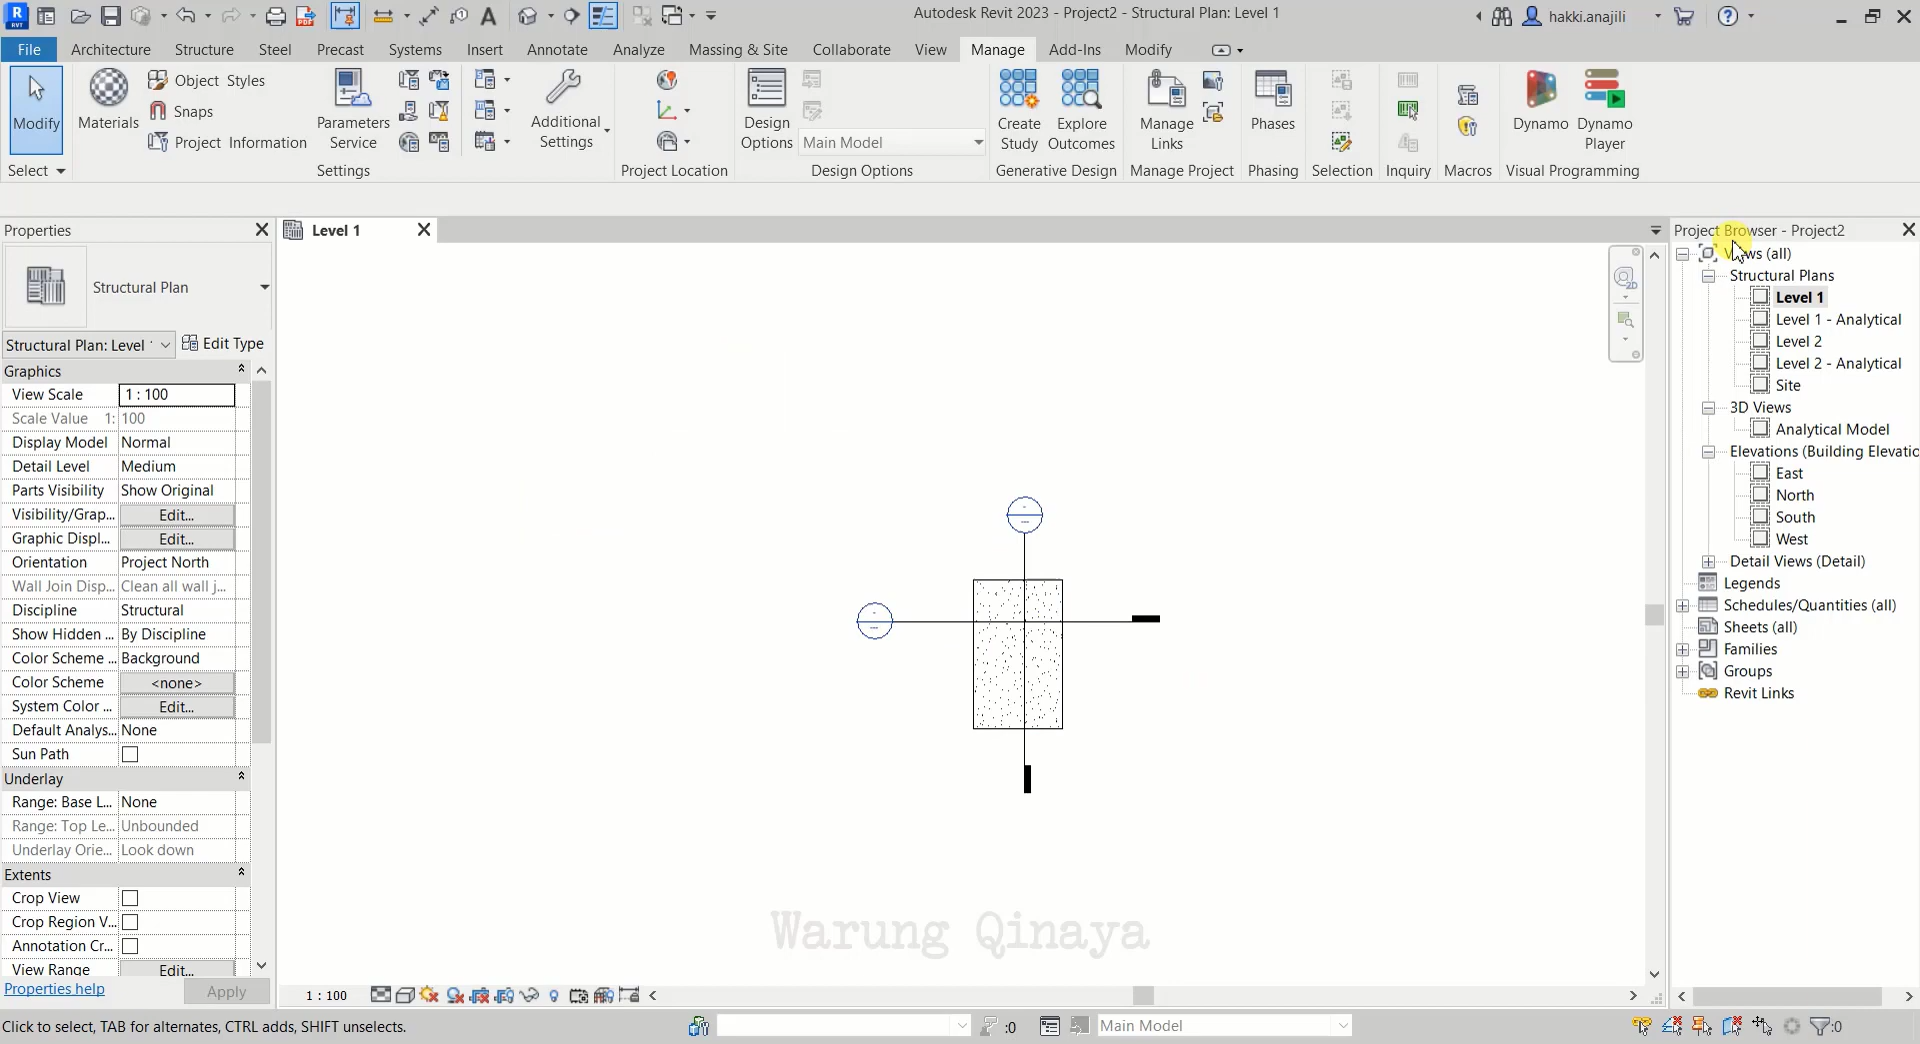 R
RVT
A
Autodesk Revit 2023 - Project2 - Structural Plan: Level 1
hakki.anajili
?
File
Architecture
Structure
Steel
Precast
Systems
Insert
Annotate
Analyze
Massing & Site
Collaborate
View
Manage
Add-Ins
Modify
Modify
Select
Materials
Object Styles
Snaps
Project Information
Parameters
Service
Settings
Additional
Settings
Project Location
Design
Options
Main Model
Design Options
Create
Study
Explore
Outcomes
Generative Design
Manage
Links
Manage Project
Phases
Phasing
Selection
Inquiry
Macros
Dynamo
Dynamo
Player
Visual Programming
Properties
Structural Plan
Structural Plan: Level
Edit Type
Graphics
View Scale 1 : 100
Scale Value 1: 100
Display Model Normal
Detail Level Medium
Parts Visibility Show Original
Visibility/Grap... Edit...
Graphic Displ... Edit...
Orientation Project North
Wall Join Disp... Clean all wall j...
Discipline Structural
Show Hidden ... By Discipline
Color Scheme ... Background
Color Scheme <none>
System Color ... Edit...
Default Analys... None
Sun Path
Underlay
Range: Base L... None
Range: Top Le... Unbounded
Underlay Orie... Look down
Extents
Crop View
Crop Region V...
Annotation Cr...
View Range Edit...
Properties help
Apply
Level 1
2D
Warung Qinaya
1 : 100
Project Browser - Project2
Views (all)
Structural Plans
Level 1
Level 1 - Analytical
Level 2
Level 2 - Analytical
Site
3D Views
Analytical Model
Elevations (Building Elevatio
East
North
South
West
Detail Views (Detail)
Legends
Schedules/Quantities (all)
Sheets (all)
Families
Groups
Revit Links
Click to select, TAB for alternates, CTRL adds, SHIFT unselects.
:0
Main Model
:0